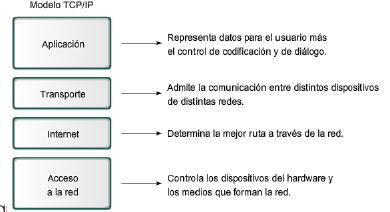 Modelo TCP/IP
Aplicación
Representa datos para el usuario más
el control de codificación y de diálogo.
Transporte
Admite la comunicación entre distintos dispositivos
de distintas redes.
Internet
Determina la mejor ruta a través de la red.
Acceso
a la red
Controla los dispositivos del hardware y
los medios que forman la red.